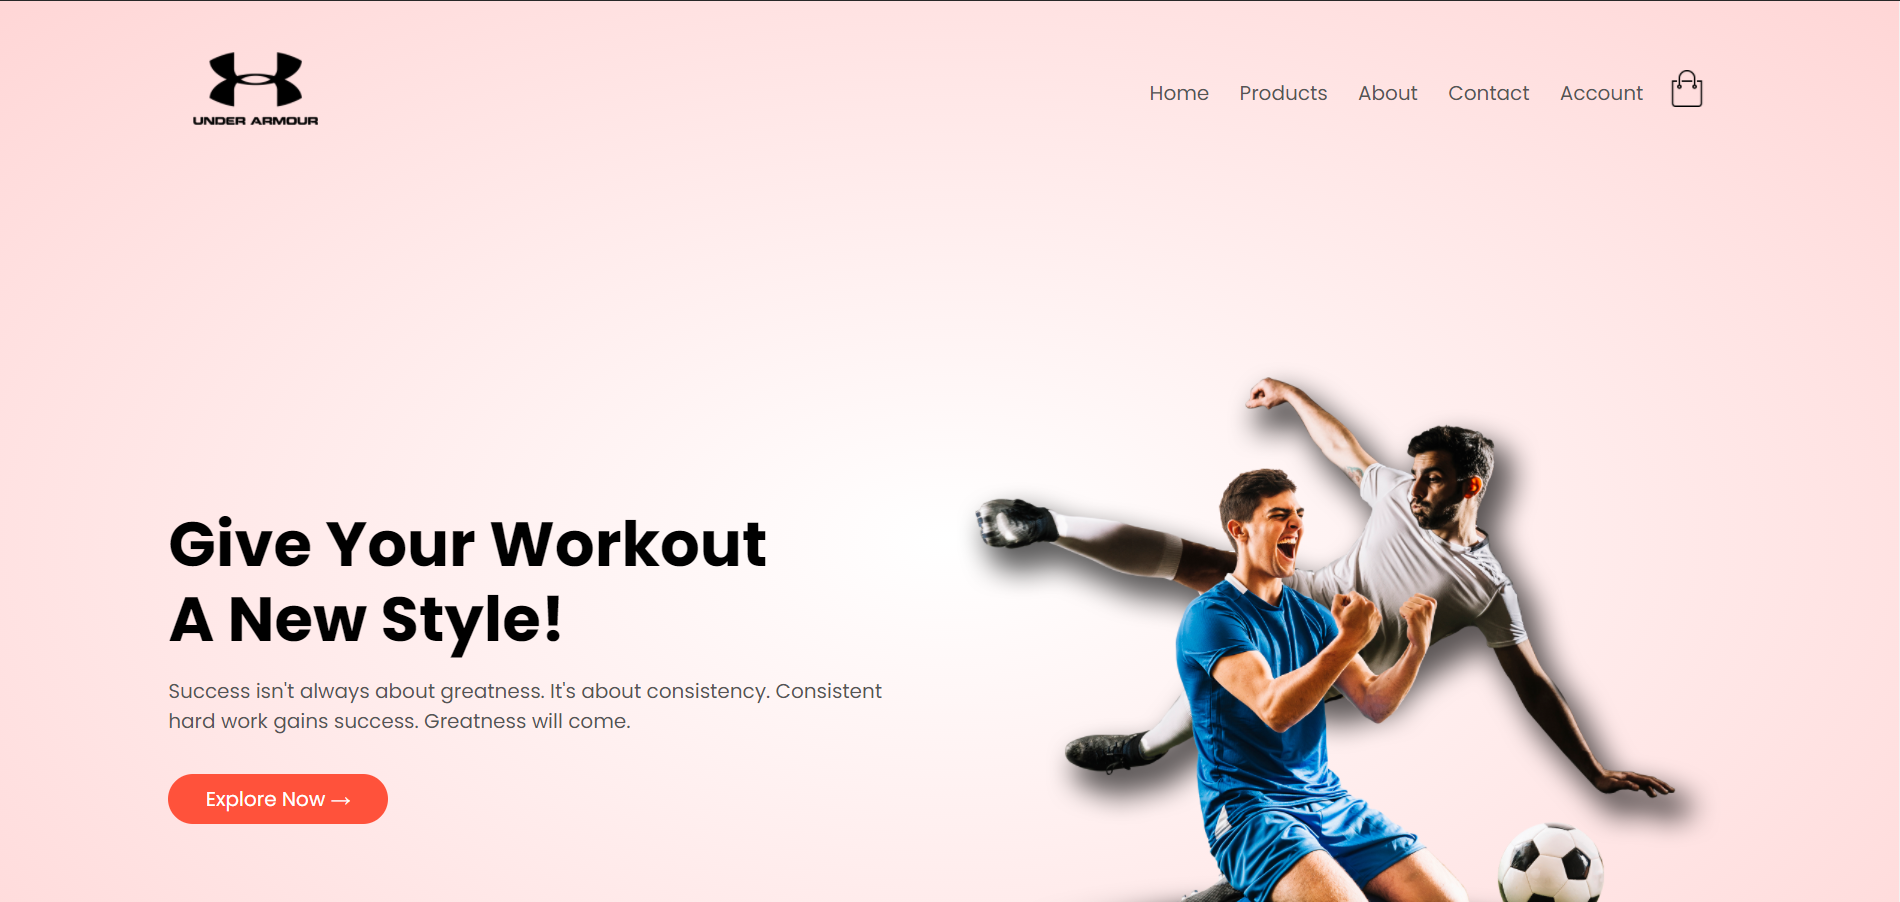 UNDER ARMOUR
Home Products About Contact Account
Give Your Workout
A New Style!
Success isn't always about greatness. It's about consistency. Consistent
hard work gains success. Greatness will come.
Explore Now →